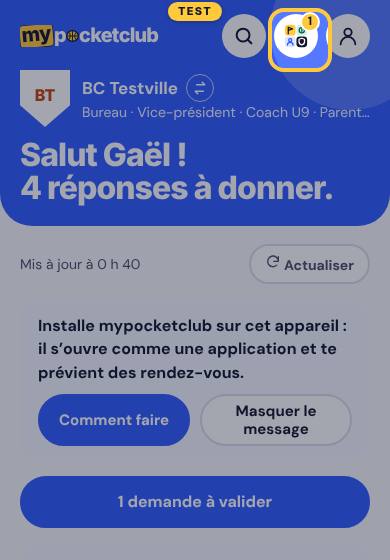 TEST
mypocketclub
1
BT
BC Testville
Bureau · Vice-président · Coach U9 · Parent...
Salut Gaël !
4 réponses à donner.
Mis à jour à 0 h 40
Actualiser
Installe mypocketclub sur cet appareil :
il s’ouvre comme une application et te
prévient des rendez-vous.
Comment faire
Masquer le
message
1 demande à valider